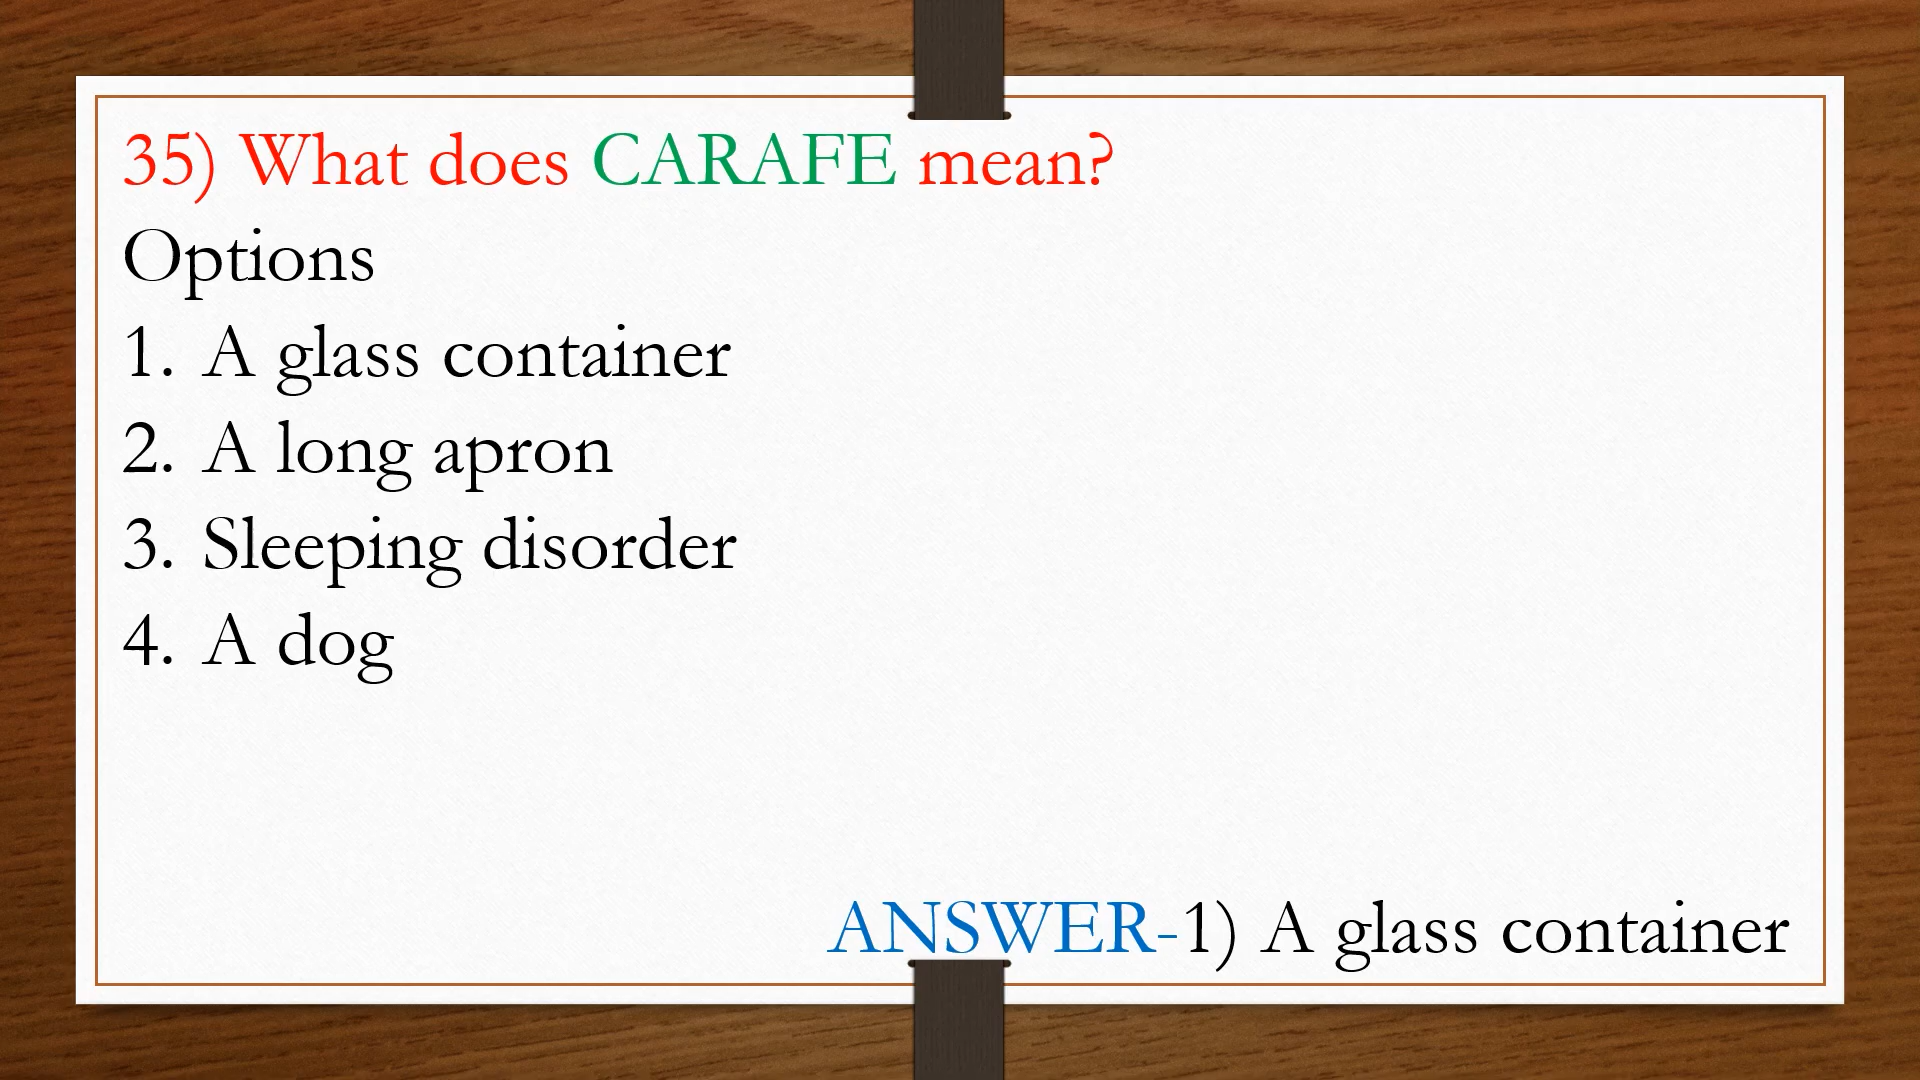 35) What does CARAFE mean?
Options
1. A glass container
2. A long apron
3. Sleeping disorder
4. A dog
ANSWER-1) A glass container